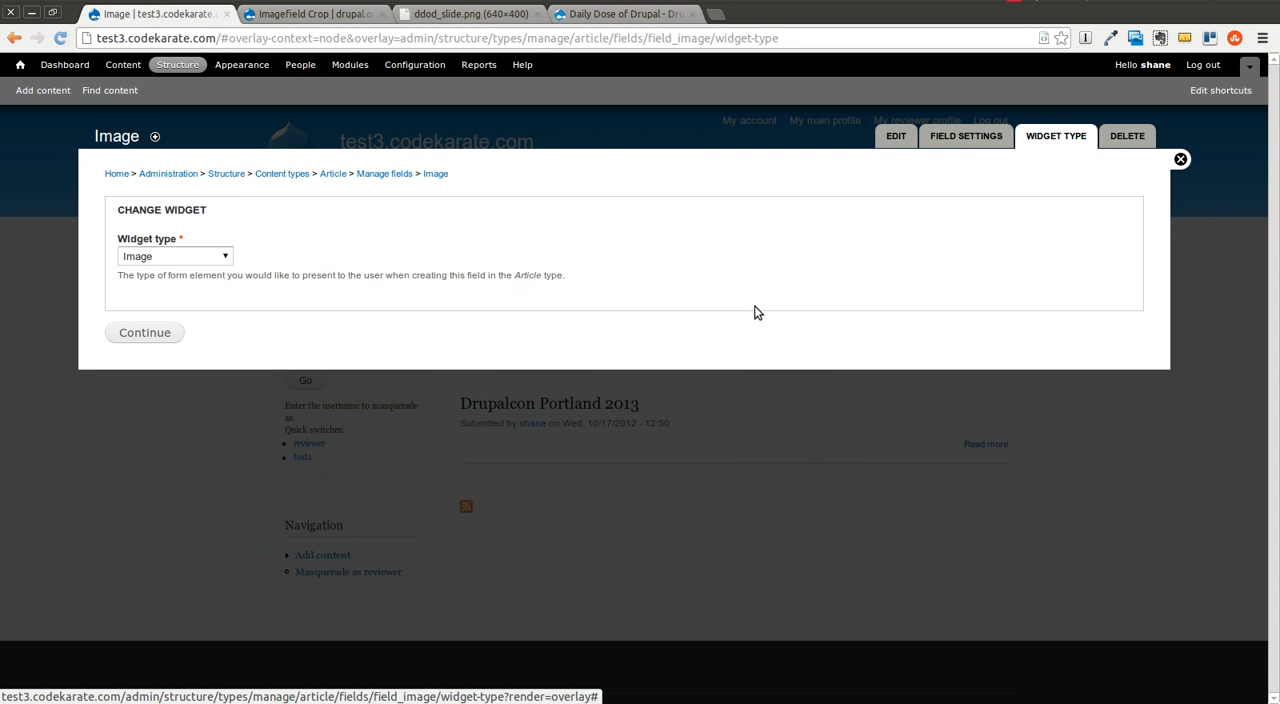 Image | test3.codekarate.
Imagefield Crop | drupal.c
ddod_slide.png (640×400)
Daily Dose of Drupal - Dru
test3.codekarate.com/#overlay-context=node&overlay=admin/structure/types/manage/article/fields/field_image/widget-type
Dashboard Content Structure Appearance People Modules Configuration Reports Help Hello shane Log out
Add content Find content Edit shortcuts
My account My main profile My reviewer profile Log out
Image test3.codekarate.com EDIT FIELD SETTINGS WIDGET TYPE DELETE
Home > Administration > Structure > Content types > Article > Manage fields > Image
CHANGE WIDGET
Widget type *
Image
The type of form element you would like to present to the user when creating this field in the Article type.
Continue
Go
Enter the username to masquerade
as.
Quick switches:
reviewer
test1
Drupalcon Portland 2013
Submitted by shane on Wed, 10/17/2012 - 12:50
Read more
Navigation
Add content
Masquerade as reviewer
test3.codekarate.com/admin/structure/types/manage/article/fields/field_image/widget-type?render=overlay#